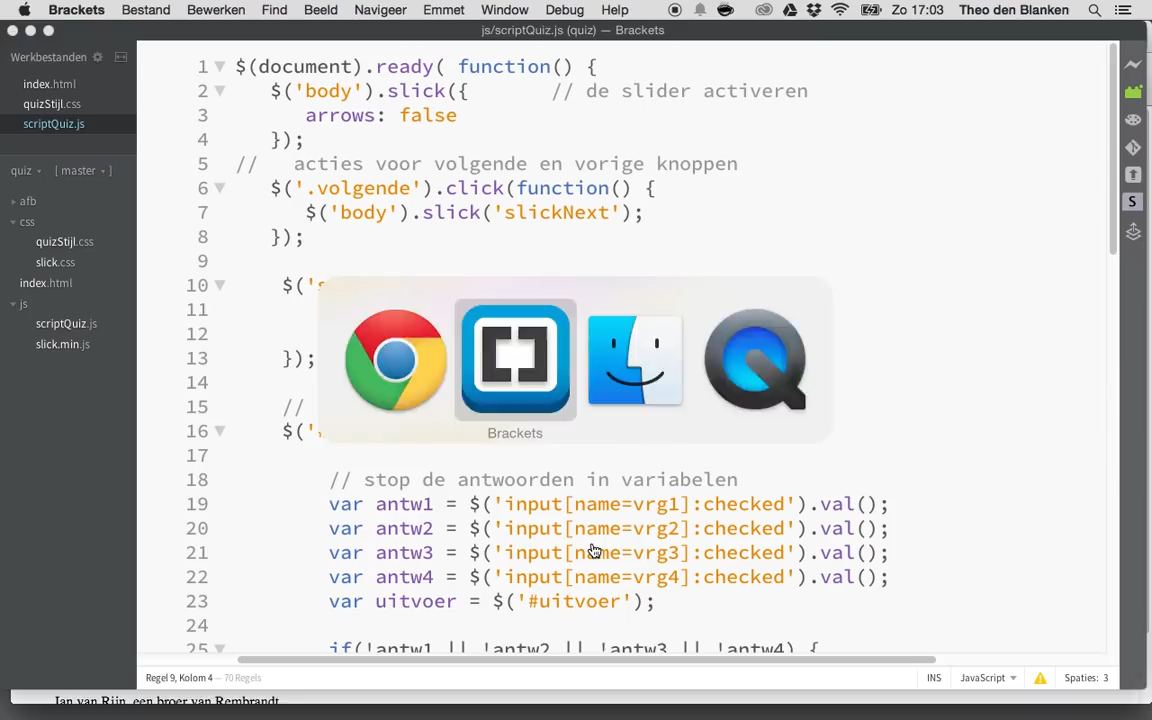 Brackets Bestand Bewerken Find Beeld Navigeer Emmet Window Debug Help Zo 17:03 Theo den Blanken
js/scriptQuiz.js (quiz) — Brackets
Werkbestanden
index.html
quizStijl.css
scriptQuiz.js
quiz [ master ]
afb
css
quizStijl.css
slick.css
index.html
js
scriptQuiz.js
slick.min.js
1 $(document).ready( function() {
2 $('body').slick({ // de slider activeren
3 arrows: false
4 });
5 // acties voor volgende en vorige knoppen
6 $('.volgende').click(function() {
7 $('body').slick('slickNext');
8 });
9
10 $('s
11
12
13 });
14
15 //
16 $('.
17
18 // stop de antwoorden in variabelen
19 var antw1 = $('input[name=vrg1]:checked').val();
20 var antw2 = $('input[name=vrg2]:checked').val();
21 var antw3 = $('input[name=vrg3]:checked').val();
22 var antw4 = $('input[name=vrg4]:checked').val();
23 var uitvoer = $('#uitvoer');
24
25 if(!antw1 || !antw2 || !antw3 || !antw4) {
Brackets
S
Regel 9, Kolom 4 — 70 Regels
INS JavaScript Spaties: 3
Jan van Rijn, een broer van Rembrandt